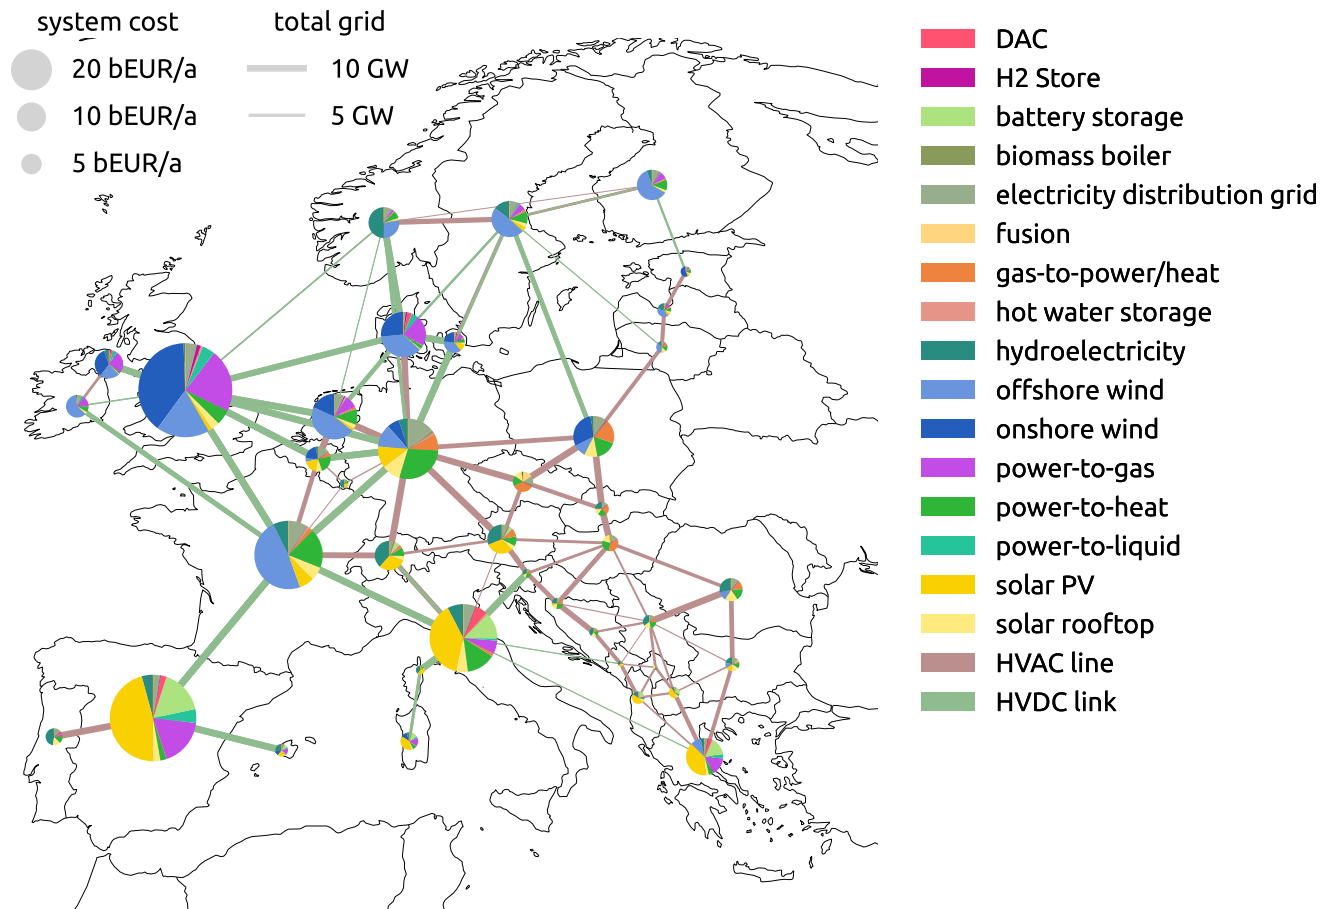 system cost
20 bEUR/a
10 bEUR/a
5 bEUR/a
total grid
10 GW
5 GW
DAC
H2 Store
battery storage
biomass boiler
electricity distribution grid
fusion
gas-to-power/heat
hot water storage
hydroelectricity
offshore wind
onshore wind
power-to-gas
power-to-heat
power-to-liquid
solar PV
solar rooftop
HVAC line
HVDC link